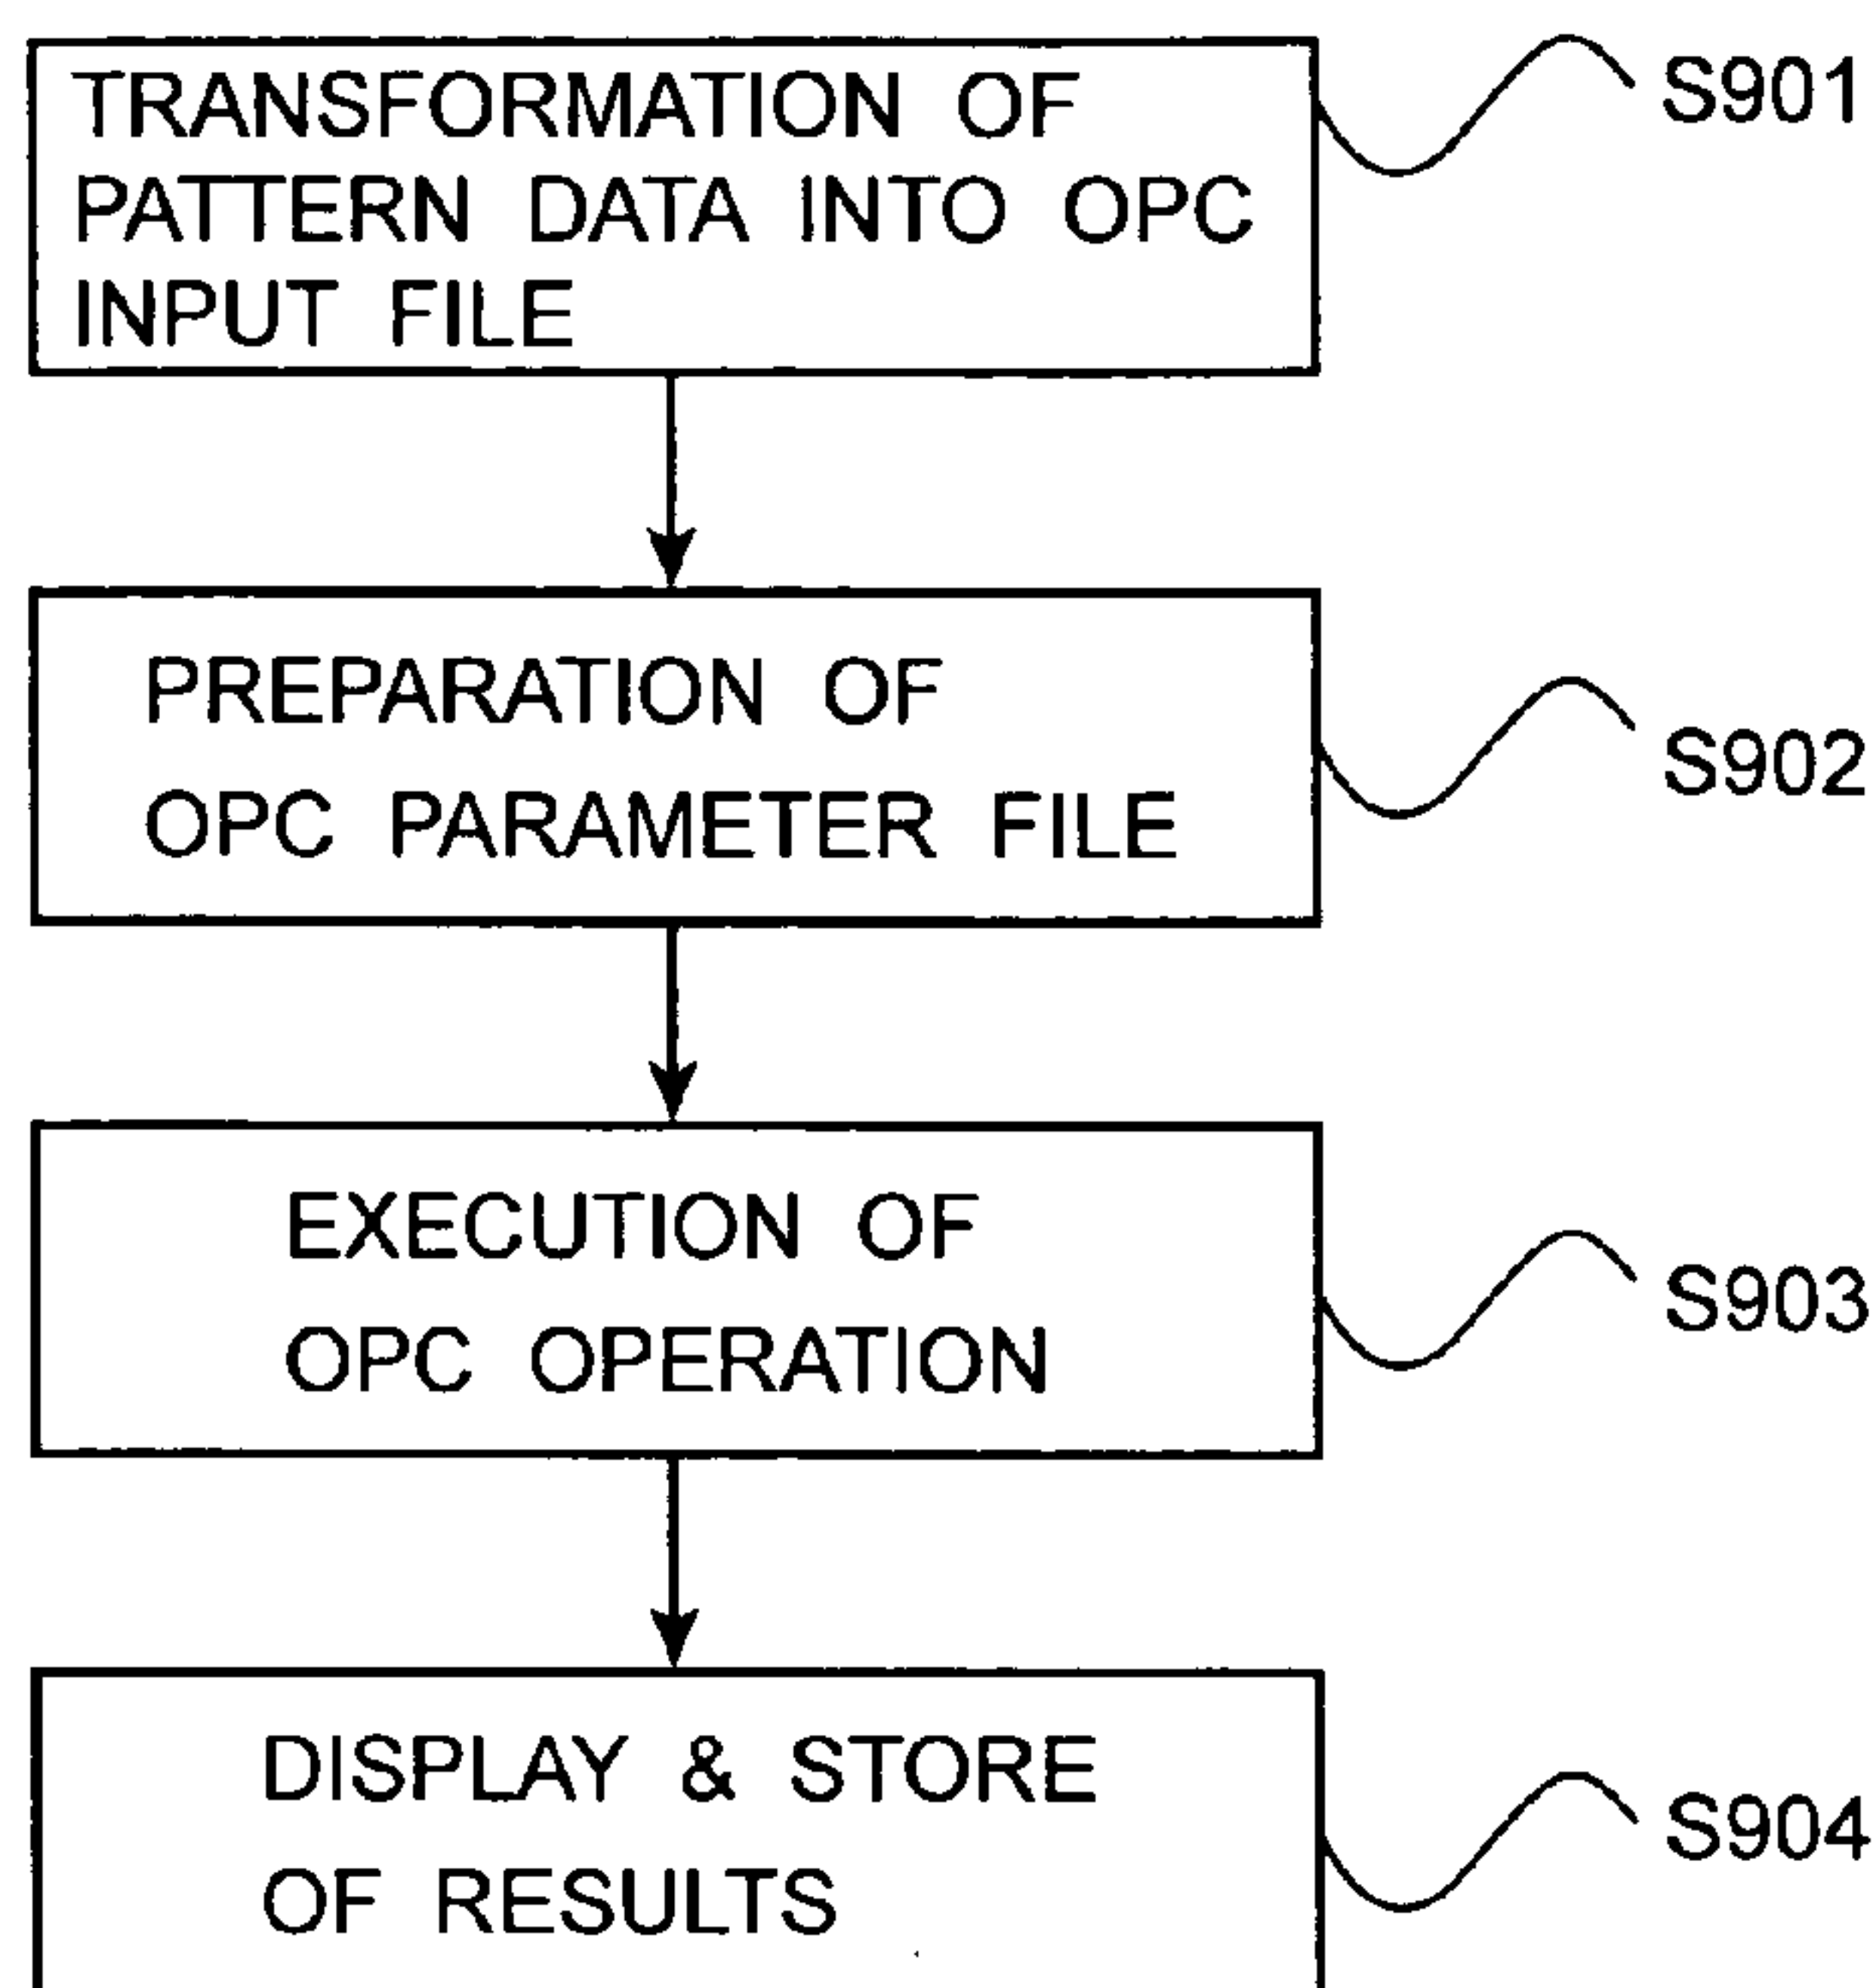 TRANSFORMATION OF
PATTERN DATA INTO OPC
INPUT FILE
S901
PREPARATION OF
OPC PARAMETER FILE
S902
EXECUTION OF
OPC OPERATION
S903
DISPLAY & STORE
OF RESULTS
S904